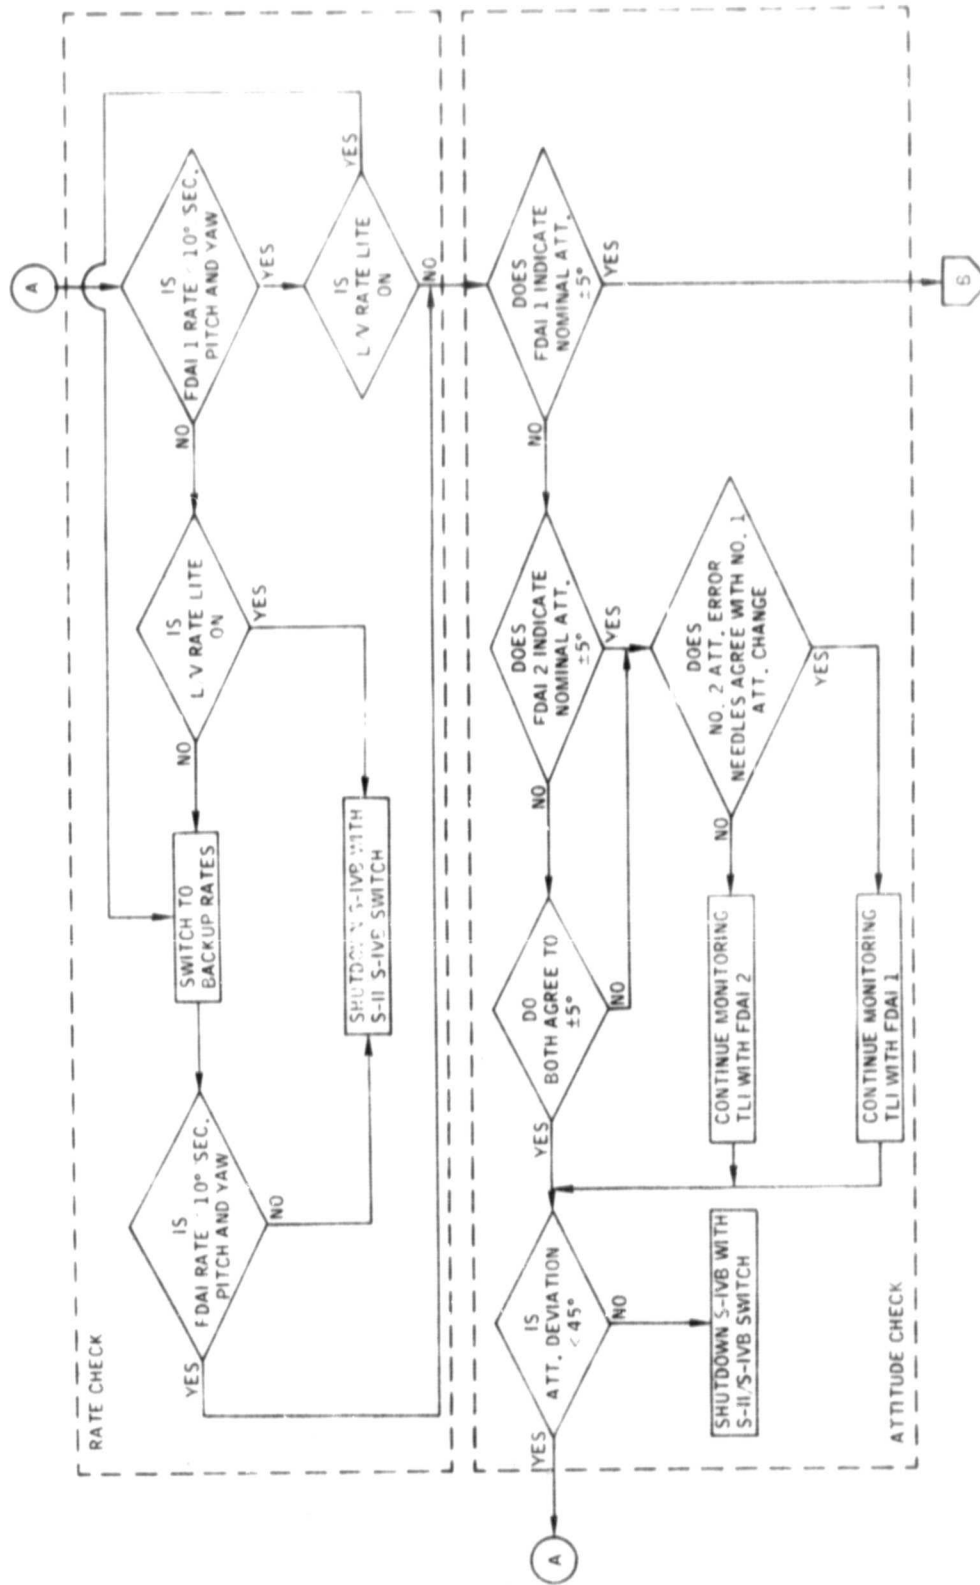 A
IS
FDAI 1 RATE 10° SEC.
PITCH AND YAW
YES
NO
IS
L/V RATE LITE
ON
YES
NO
IS
L/V RATE LITE
ON
YES
NO
SWITCH TO
BACKUP RATES
SHUTDOWN S-IVB WITH
S-II S-IVB SWITCH
IS
FDAI RATE 10° SEC.
PITCH AND YAW
NO
YES
RATE CHECK
DOES
FDAI 1 INDICATE
NOMINAL ATT.
±5°
YES
NO
DOES
FDAI 2 INDICATE
NOMINAL ATT.
±5°
YES
NO
DOES
NO. 2 ATT. ERROR
NEEDLES AGREE WITH NO. 1
ATT. CHANGE
YES
NO
DO
BOTH AGREE TO
±5°
NO
YES
CONTINUE MONITORING
TLI WITH FDAI 2
CONTINUE MONITORING
TLI WITH FDAI 1
IS
ATT. DEVIATION
< 45°
NO
YES
SHUTDOWN S-IVB WITH
S-II/S-IVB SWITCH
ATTITUDE CHECK
A